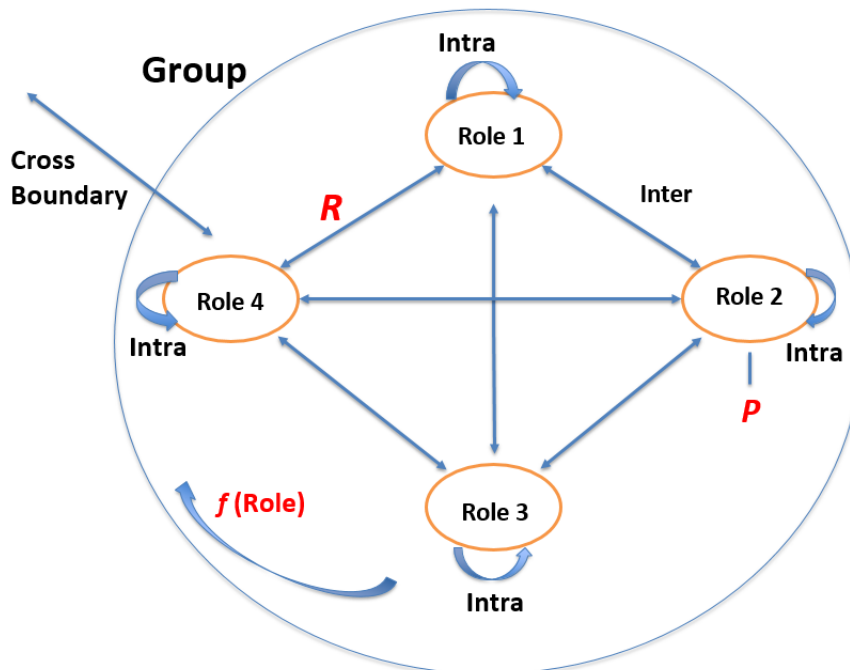 Intra
Group
Role 1
Cross
Boundary
R
Inter
Role 4
Role 2
Intra
Intra
P
f (Role)
Role 3
Intra